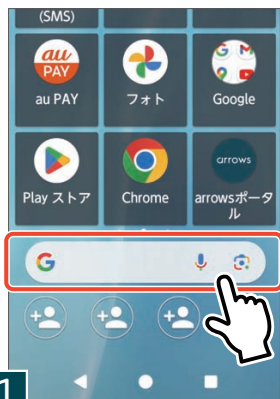 (SMS)
au
PAY
au PAY
フォト
Google
arrows
Play ストア
Chrome
arrowsポータ
ル
G
1